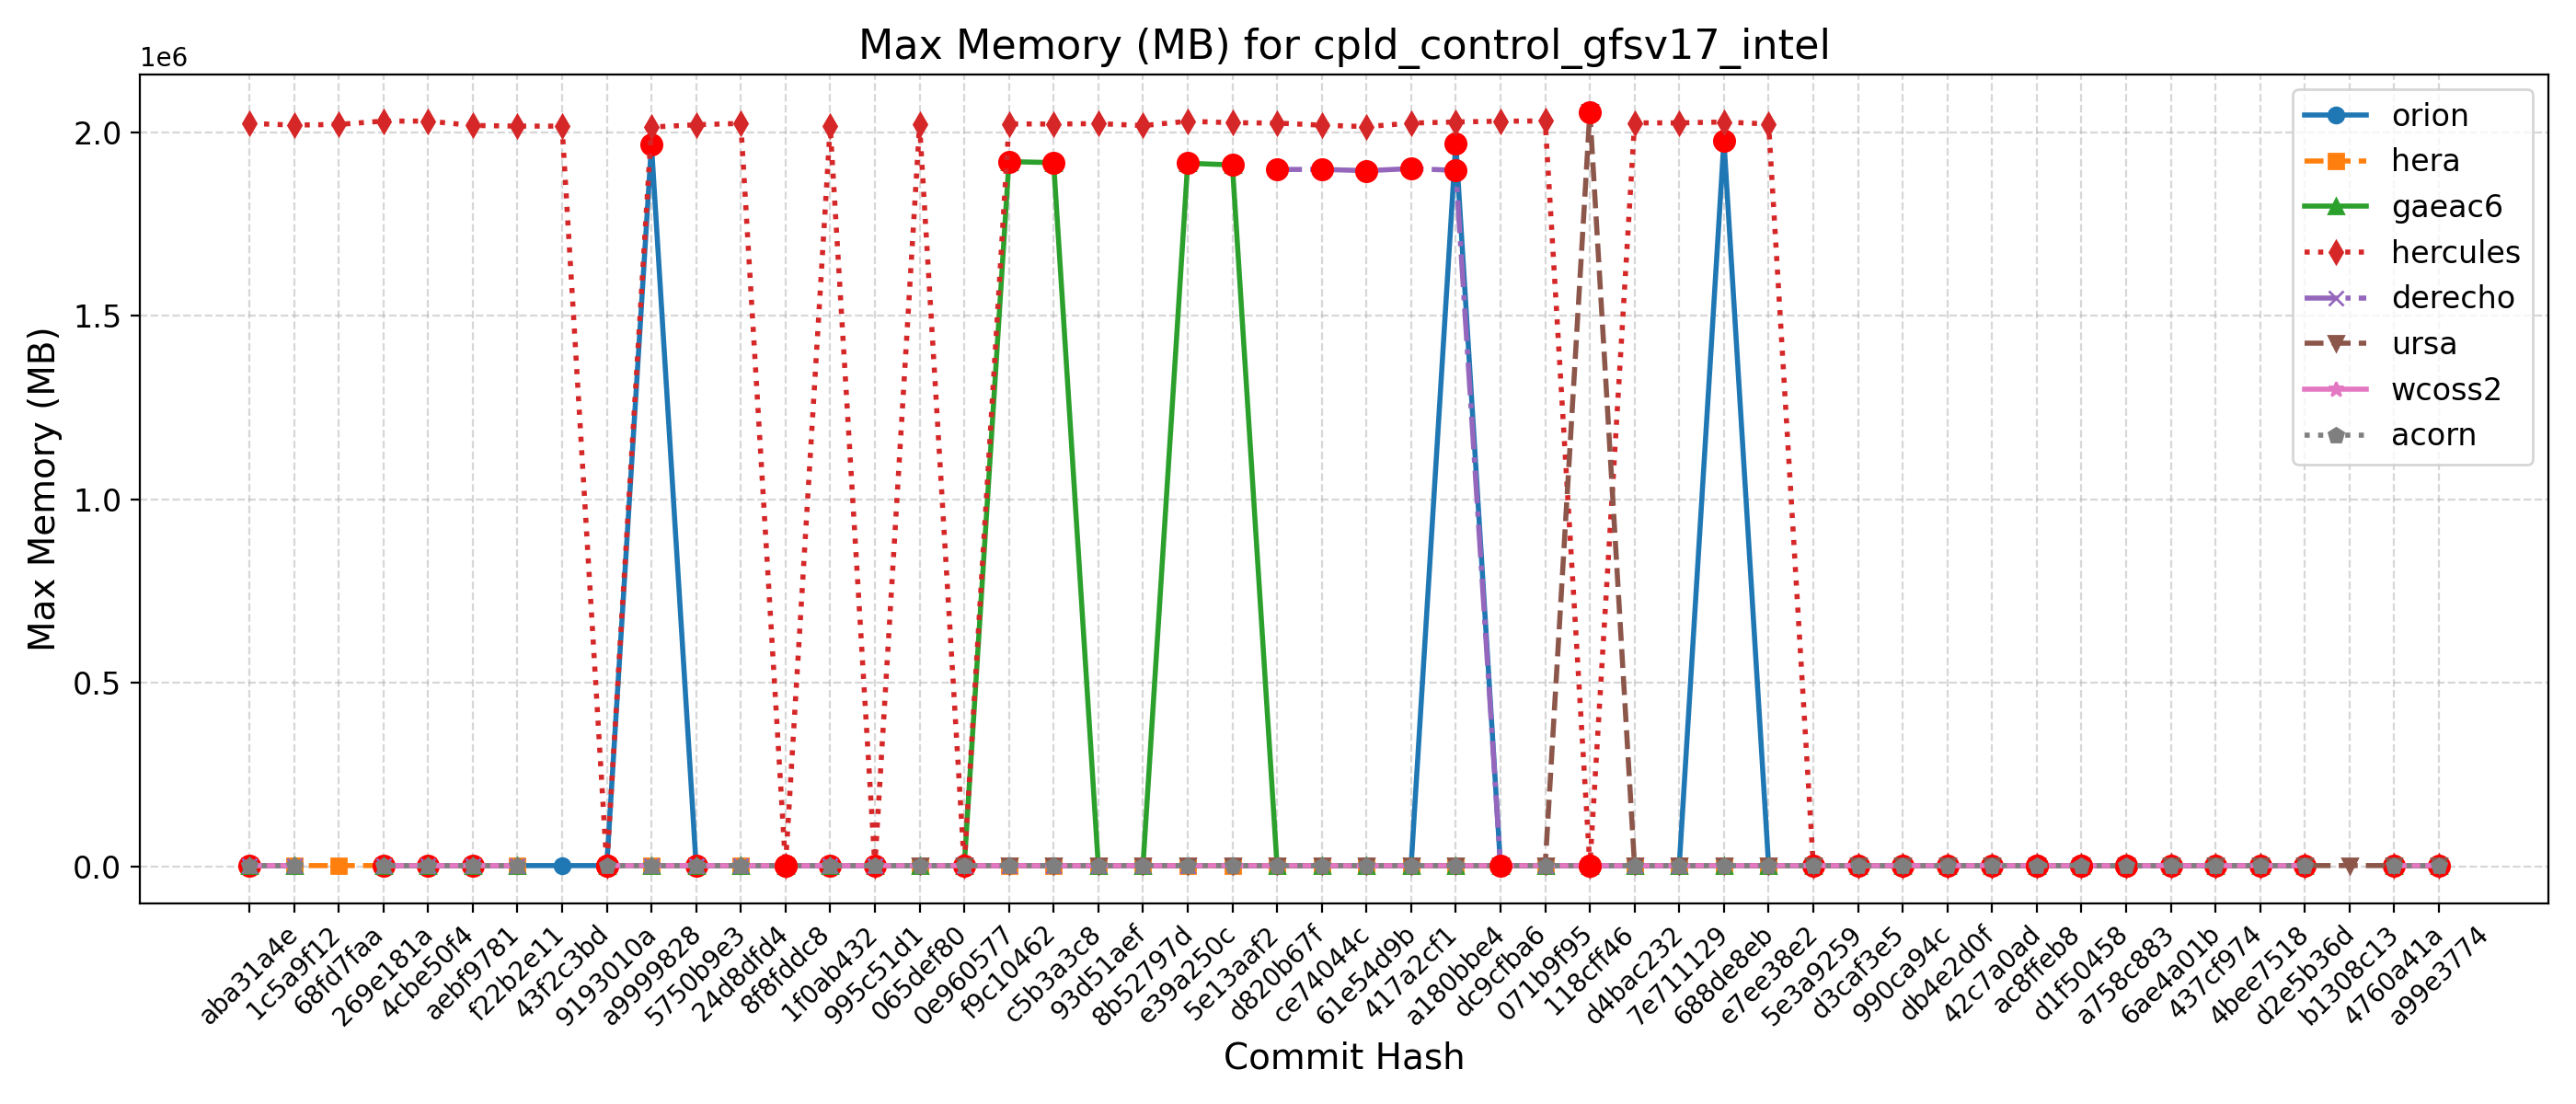 Max Memory (MB) for cpld_control_gfsv17_intel
1e6
2.0
1.5
1.0
0.5
0.0
Max Memory (MB)
orion
hera
gaeac6
hercules
derecho
ursa
wcoss2
acorn
aba31a4e
1c5a9f12
68fd7faa
269e181a
4cbe50f4
aebf9781
f22b2e11
43f2c3bd
9193010a
a9999828
5750b9e3
24d8dfd4
8f8fddc8
1f0ab432
995c51d1
065def80
0e960577
f9c10462
c5b3a3c8
93d51aef
8b52797d
e39a250c
5e13aaf2
d820b67f
ce74044c
61e54d9b
417a2cf1
a180bbe4
dc9cfba6
071b9f95
118cff46
d4bac232
7e711129
688de8eb
e7ee38e2
5e3a9259
d3caf3e5
990ca94c
db4e2d0f
42c7a0ad
ac8ffeb8
d1f50458
a758c883
6ae4a01b
437cf974
4bee7518
d2e5b36d
b1308c13
4760a41a
a99e3774
Commit Hash